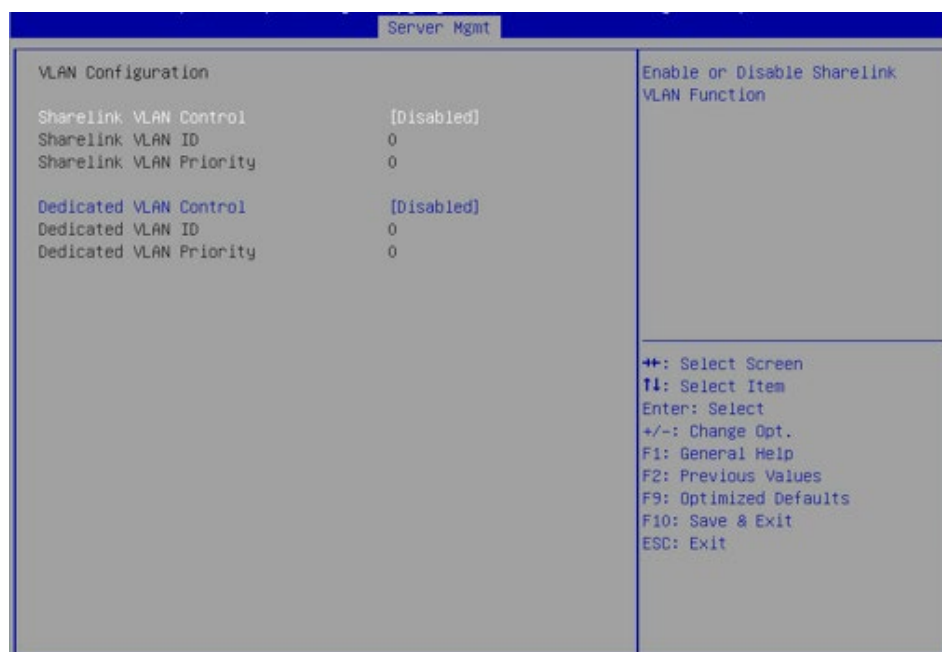 Server Mgmt
VLAN Configuration
Sharelink VLAN Control [Disabled]
Sharelink VLAN ID 0
Sharelink VLAN Priority 0
Dedicated VLAN Control [Disabled]
Dedicated VLAN ID 0
Dedicated VLAN Priority 0
Enable or Disable Sharelink
VLAN Function
→←: Select Screen
↑↓: Select Item
Enter: Select
+/-: Change Opt.
F1: General Help
F2: Previous Values
F9: Optimized Defaults
F10: Save & Exit
ESC: Exit